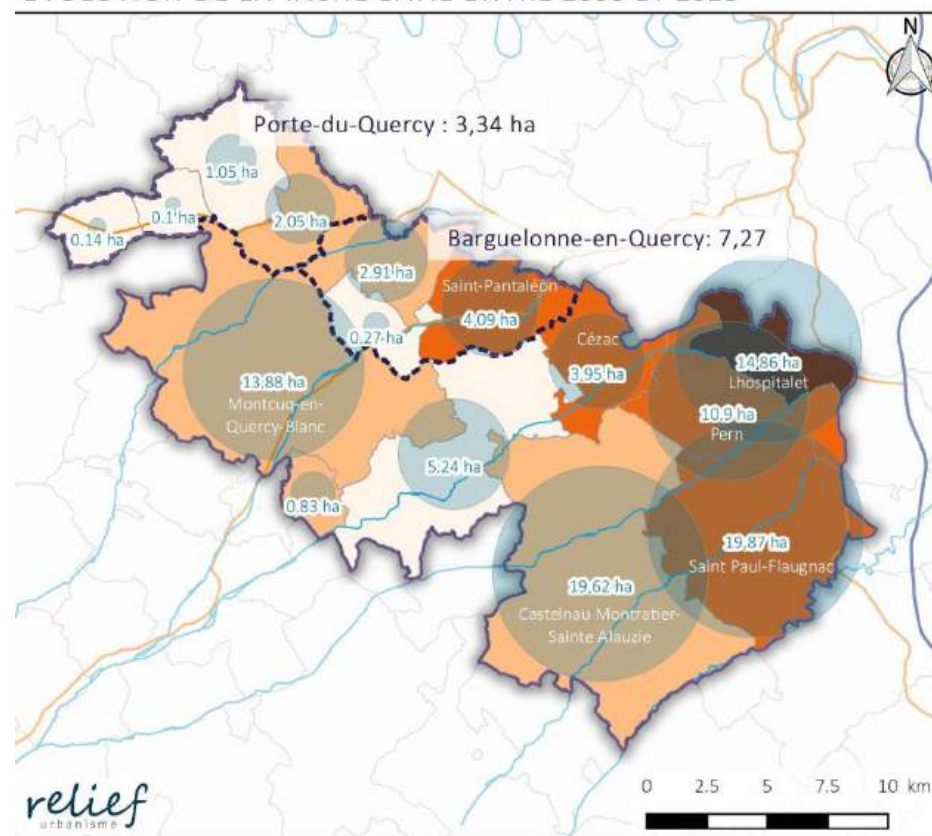 N
Porte-du-Quercy : 3,34 ha
1.05 ha
0.1 ha
2.05 ha
0.14 ha
Barguelonne-en-Quercy: 7,27
2.91 ha
Saint-Pantaléon
4,09 ha
0.27 ha
Cézac
3,95 ha
14,86 ha
Lhospitalet
13,88 ha
Montcuq-en-
Quercy-Blanc
10,9 ha
Pern
5.24 ha
0.83 ha
19,87 ha
Saint Paul-Flaugnac
19,62 ha
Castelnau Montratier-
Sainte Alauzie
relief
urbanisme
0 2.5 5 7.5 10 km